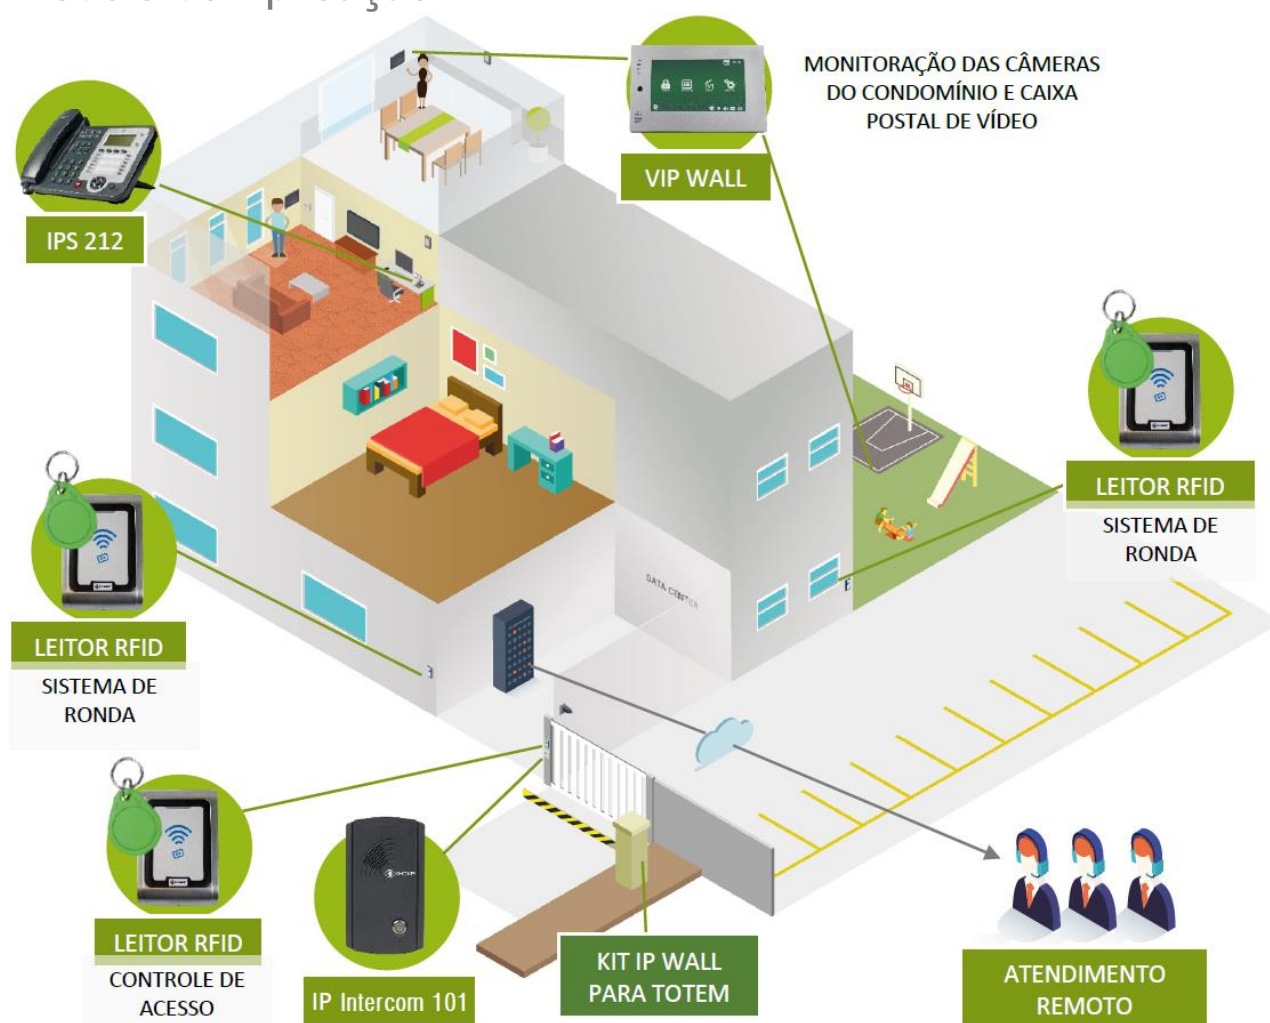 MONITORAÇÃO DAS CÂMERAS
DO CONDOMÍNIO E CAIXA
POSTAL DE VÍDEO
VIP WALL
IPS 212
LEITOR RFID
SISTEMA DE
RONDA
DATA CENTER
LEITOR RFID
SISTEMA DE
RONDA
LEITOR RFID
CONTROLE DE
ACESSO
IP Intercom 101
KIT IP WALL
PARA TOTEM
ATENDIMENTO
REMOTO